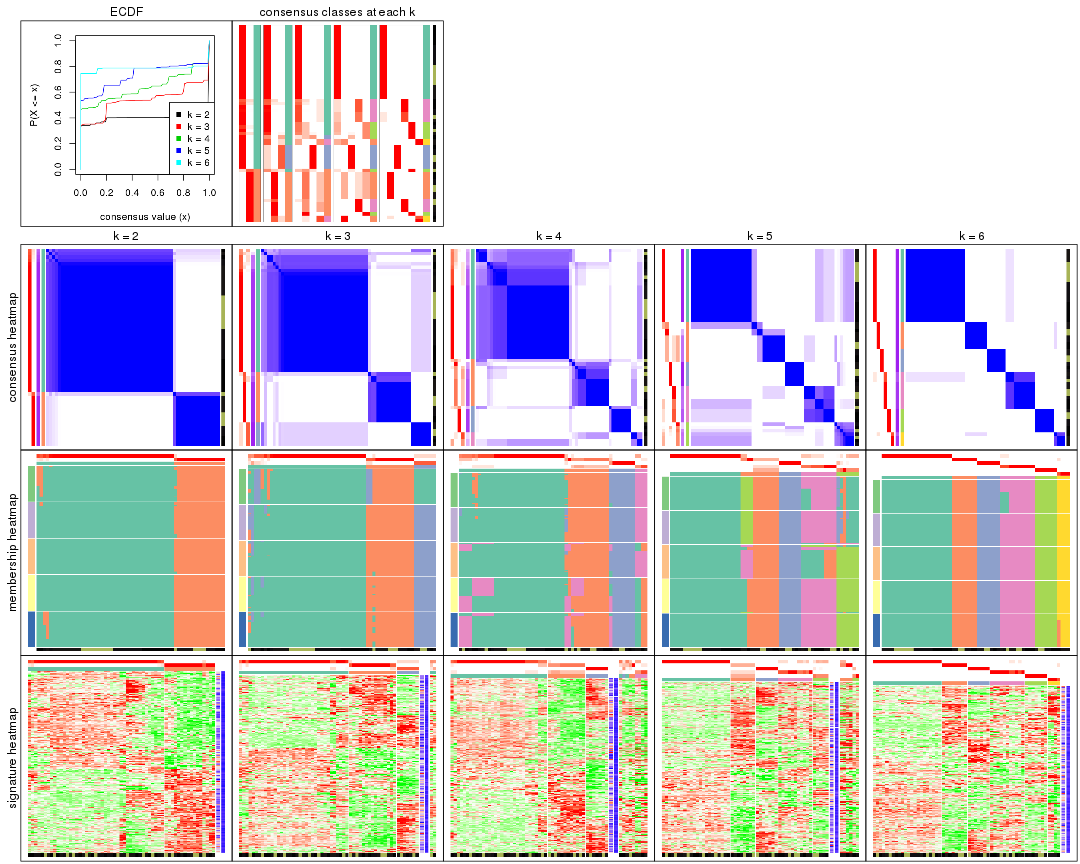 ECDF
consensus classes at each k
P(X <= x)
0.0 0.2 0.4 0.6 0.8 1.0
k = 2
k = 3
k = 4
k = 5
k = 6
0.0 0.2 0.4 0.6 0.8 1.0
consensus value (x)
k = 2 k = 3 k = 4 k = 5 k = 6
consensus heatmap
membership heatmap
signature heatmap